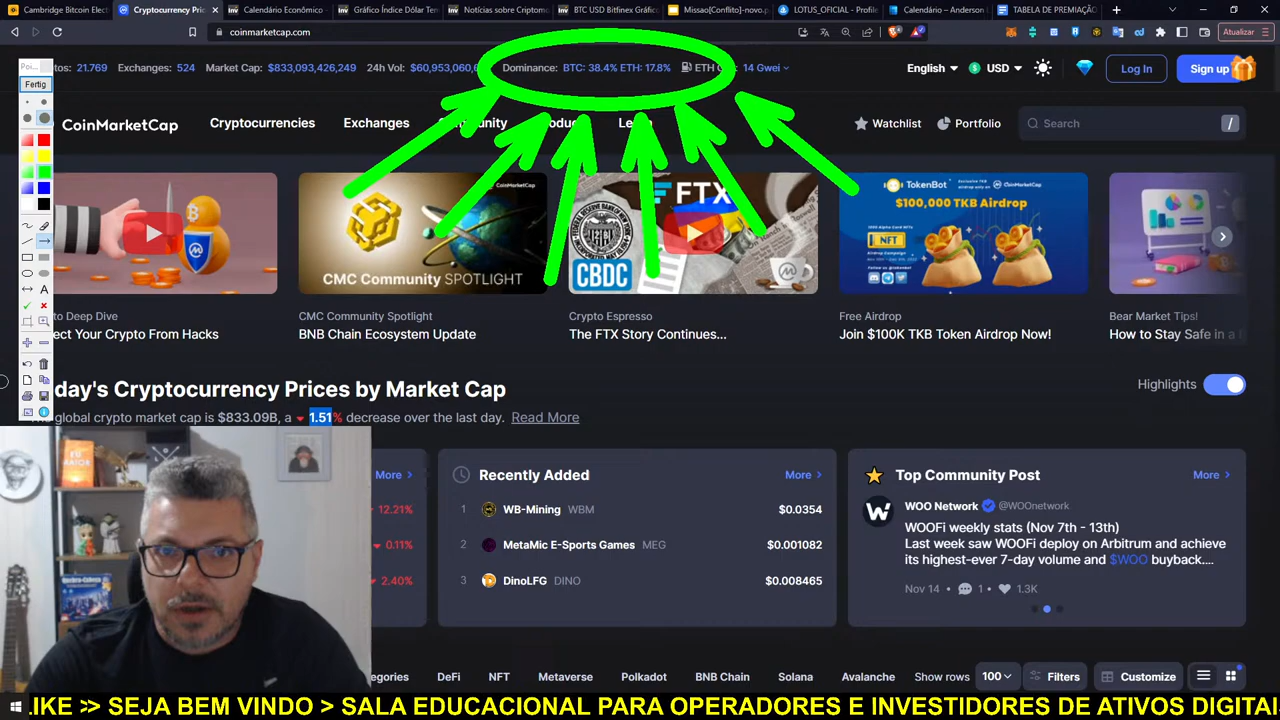 Cambridge Bitcoin Elect
Cryptocurrency Pri
Calendário Econômico
Gráfico Índice Dólar Ter
Notícias sobre Criptom
BTC USD Bitfinex Gráfic
Missao[Conflito]-novo.p
LOTUS_OFICIAL - Profile
Calendário – Anderson
TABELA DE PREMIAÇÃO
coinmarketcap.com
Atualizar
21.769 Exchanges: 524 Market Cap: 24h Vol: Dominance: BTC: 38.4% ETH: 17.8% ETH 14 Gwei
Fertig
English USD Log In Sign up
CoinMarketCap Cryptocurrencies Exchanges Watchlist Portfolio Search /
CoinMarketCap
CMC Community SPOTLIGHT
FTX
CBDC
TokenBot
CoinMarketCap
$100,000 TKB Airdrop
NFT
Deep Dive
ect Your Crypto From Hacks
CMC Community Spotlight
BNB Chain Ecosystem Update
Crypto Espresso
The FTX Story Continues...
Free Airdrop
Join $100K TKB Token Airdrop Now!
Bear Market Tips!
How to Stay Safe in a
day's Cryptocurrency Prices by Market Cap
Highlights
global crypto market cap is $833.09B, a 1.51% decrease over the last day. Read More
More
12.21%
0.11%
2.40%
Recently Added More
1 WB-Mining WBM $0.0354
2 MetaMic E-Sports Games MEG $0.001082
3 DinoLFG DINO $0.008465
Top Community Post More
WOO Network @WOOnetwork
WOOFi weekly stats (Nov 7th - 13th)
Last week saw WOOFi deploy on Arbitrum and achieve
its highest-ever 7-day volume and $WOO buyback....
Nov 14 • 1 • 1.3K
egories DeFi NFT Metaverse Polkadot BNB Chain Solana Avalanche Show rows 100 Filters Customize
.IKE >> SEJA BEM VINDO > SALA EDUCACIONAL PARA OPERADORES E INVESTIDORES DE ATIVOS DIGITAI